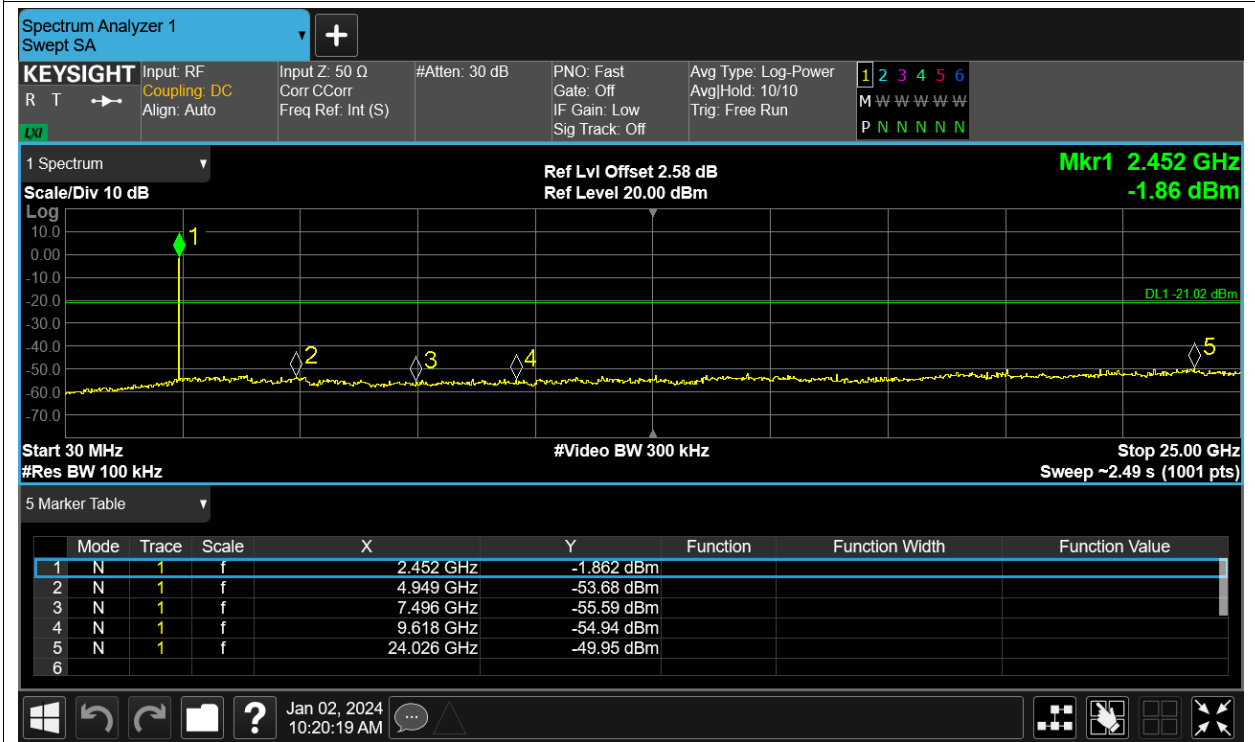 Spectrum Analyzer 1
Swept SA
KEYSIGHT
R T
LXI
Input: RF
Coupling: DC
Align: Auto
Input Z: 50 Ω
Corr CCorr
Freq Ref: Int (S)
#Atten: 30 dB
PNO: Fast
Gate: Off
IF Gain: Low
Sig Track: Off
Avg Type: Log-Power
Avg|Hold: 10/10
Trig: Free Run
1 2 3 4 5 6
M W W W W W
P N N N N N
1 Spectrum
Scale/Div 10 dB
Ref Lvl Offset 2.58 dB
Ref Level 20.00 dBm
Mkr1 2.452 GHz
-1.86 dBm
Log
10.0
0.00
-10.0
-20.0
-30.0
-40.0
-50.0
-60.0
-70.0
1
DL1 -21.02 dBm
2
3
4
5
Start 30 MHz
#Res BW 100 kHz
#Video BW 300 kHz
Stop 25.00 GHz
Sweep ~2.49 s (1001 pts)
5 Marker Table
Mode Trace Scale X Y Function Function Width Function Value
1 N 1 f 2.452 GHz -1.862 dBm
2 N 1 f 4.949 GHz -53.68 dBm
3 N 1 f 7.496 GHz -55.59 dBm
4 N 1 f 9.618 GHz -54.94 dBm
5 N 1 f 24.026 GHz -49.95 dBm
6
?
Jan 02, 2024
10:20:19 AM